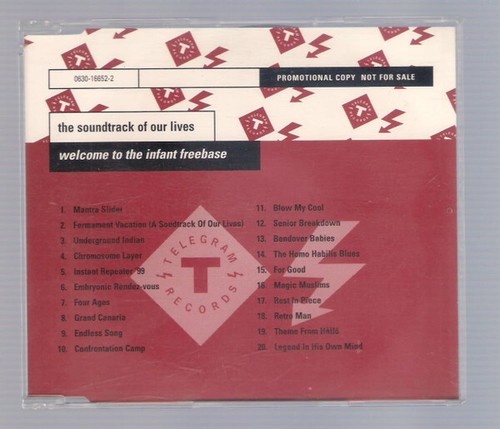 0630-16652-2
PROMOTIONAL COPY NOT FOR SALE
the soundtrack of our lives
welcome to the infant freebase
1. Mantra Slider
2. Fermament Vacation (A Sondtrack Of Our Lives)
3. Underground Indian
4. Chromosome Layer
5. Instant Repeater '99
6. Embryonic Rendez-vous
7. Four Ages
8. Grand Canaria
9. Endless Song
10. Confrontation Camp
11. Blow My Cool
12. Senior Breakdown
13. Bendover Babies
14. The Homo Habilis Blues
15. For Good
16. Magic Muslims
17. Rest In Piece
18. Retro Man
19. Theme From
20. Legend In His Own Mind
TELEGRAM
T
RECORDS